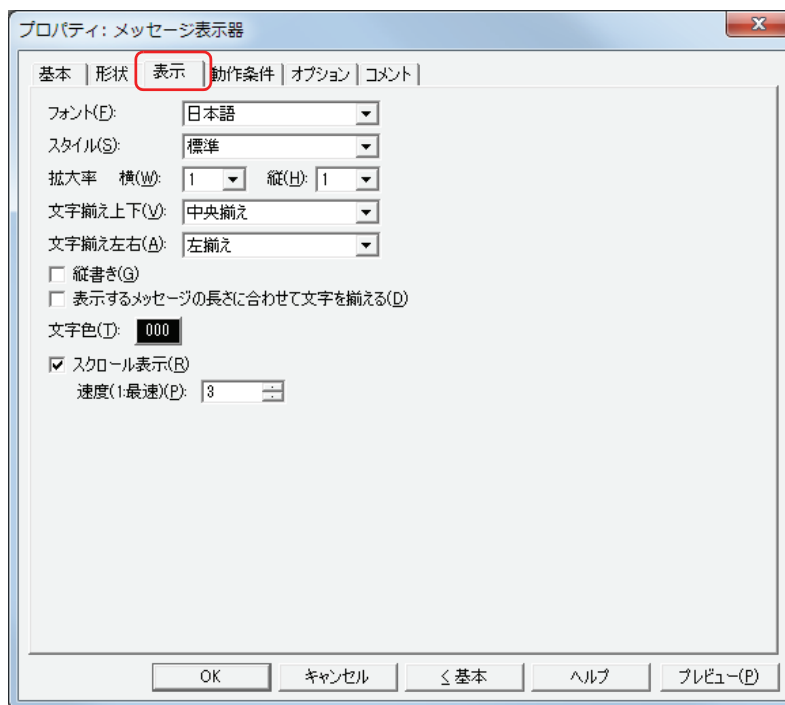 プロパティ: メッセージ表示器
基本 形状 表示 動作条件 オプション コメント
フォント(F): 日本語
スタイル(S): 標準
拡大率 横(W): 1 縦(H): 1
文字揃え上下(V): 中央揃え
文字揃え左右(A): 左揃え
縦書き(G)
表示するメッセージの長さに合わせて文字を揃える(D)
文字色(T): 000
スクロール表示(R)
速度(1:最速)(P): 3
OK キャンセル <基本 ヘルプ プレビュー(P)